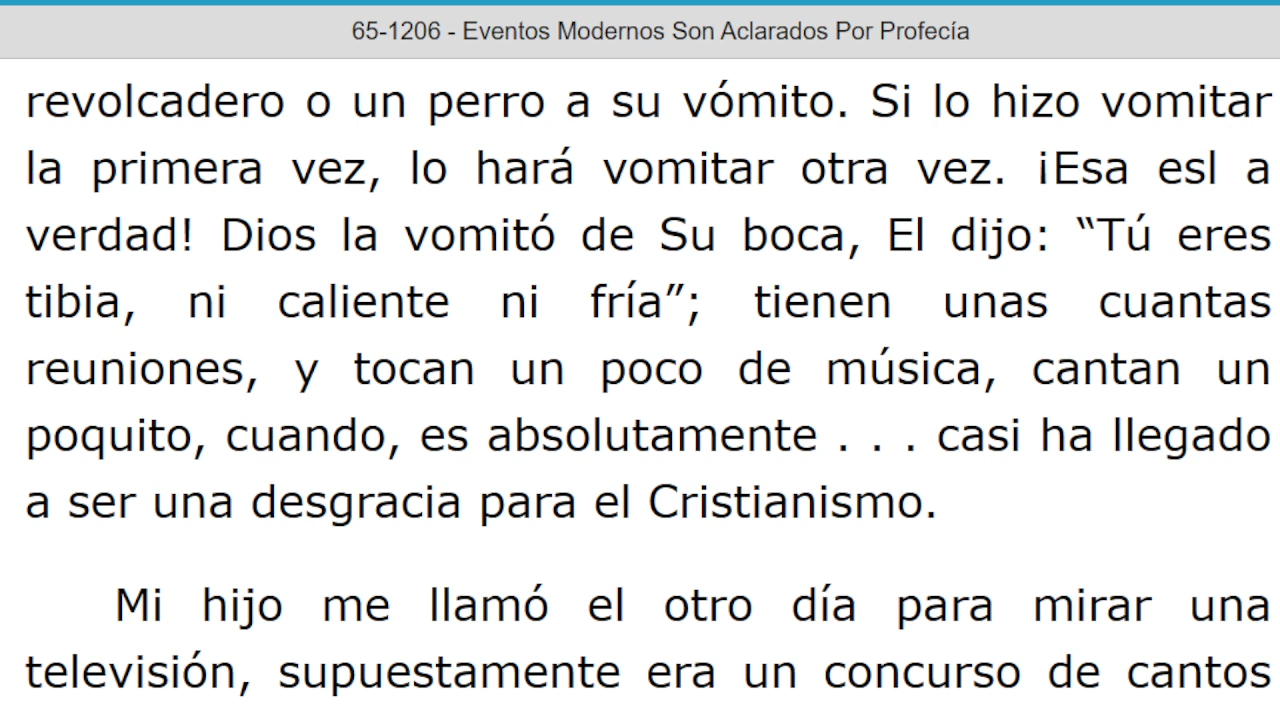 65-1206 - Eventos Modernos Son Aclarados Por Profecía
revolcadero o un perro a su vómito. Si lo hizo vomitar
la primera vez, lo hará vomitar otra vez. ¡Esa esl a
verdad! Dios la vomitó de Su boca, El dijo: “Tú eres
tibia, ni caliente ni fría”; tienen unas cuantas
reuniones, y tocan un poco de música, cantan un
poquito, cuando, es absolutamente . . . casi ha llegado
a ser una desgracia para el Cristianismo.
Mi hijo me llamó el otro día para mirar una
televisión, supuestamente era un concurso de cantos